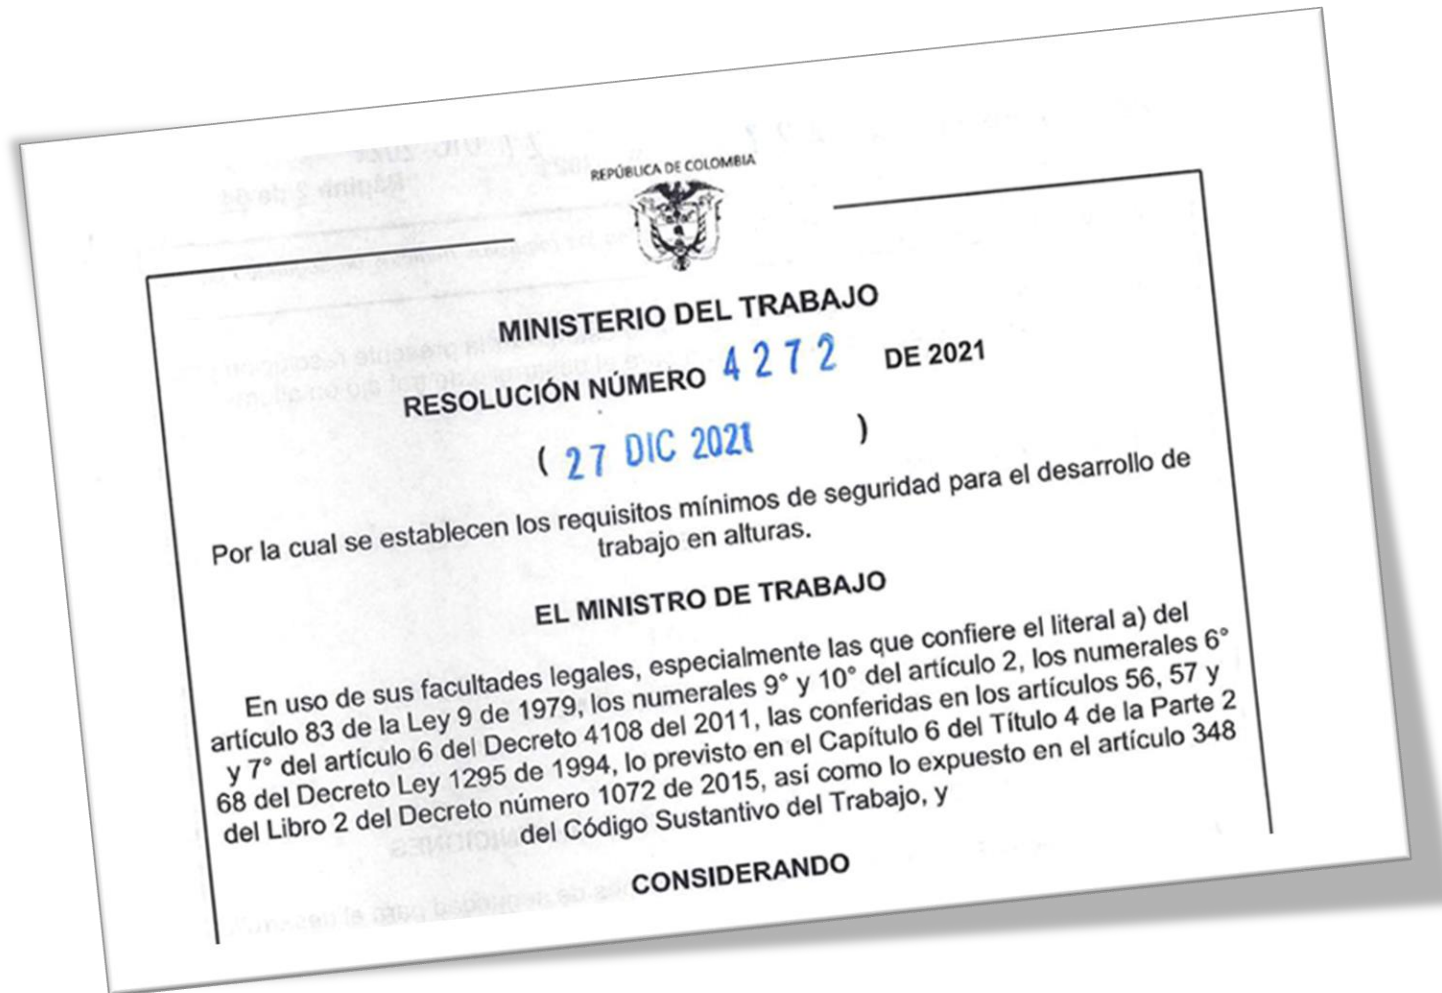 REPÚBLICA DE COLOMBIA
MINISTERIO DEL TRABAJO
RESOLUCIÓN NÚMERO 4272 DE 2021
( 27 DIC 2021 )
Por la cual se establecen los requisitos mínimos de seguridad para el desarrollo de
trabajo en alturas.
EL MINISTRO DE TRABAJO
En uso de sus facultades legales, especialmente las que confiere el literal a) del
artículo 83 de la Ley 9 de 1979, los numerales 9° y 10° del artículo 2, los numerales 6°
y 7° del artículo 6 del Decreto 4108 del 2011, las conferidas en los artículos 56, 57 y
68 del Decreto Ley 1295 de 1994, lo previsto en el Capítulo 6 del Título 4 de la Parte 2
del Libro 2 del Decreto número 1072 de 2015, así como lo expuesto en el artículo 348
del Código Sustantivo del Trabajo, y
CONSIDERANDO